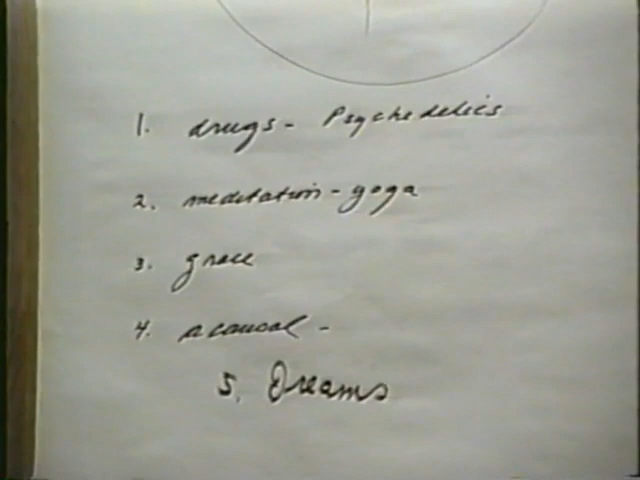 1. drugs - Psychedelics
2. meditation - yoga
3. grace
4. acausal -
5. Dreams